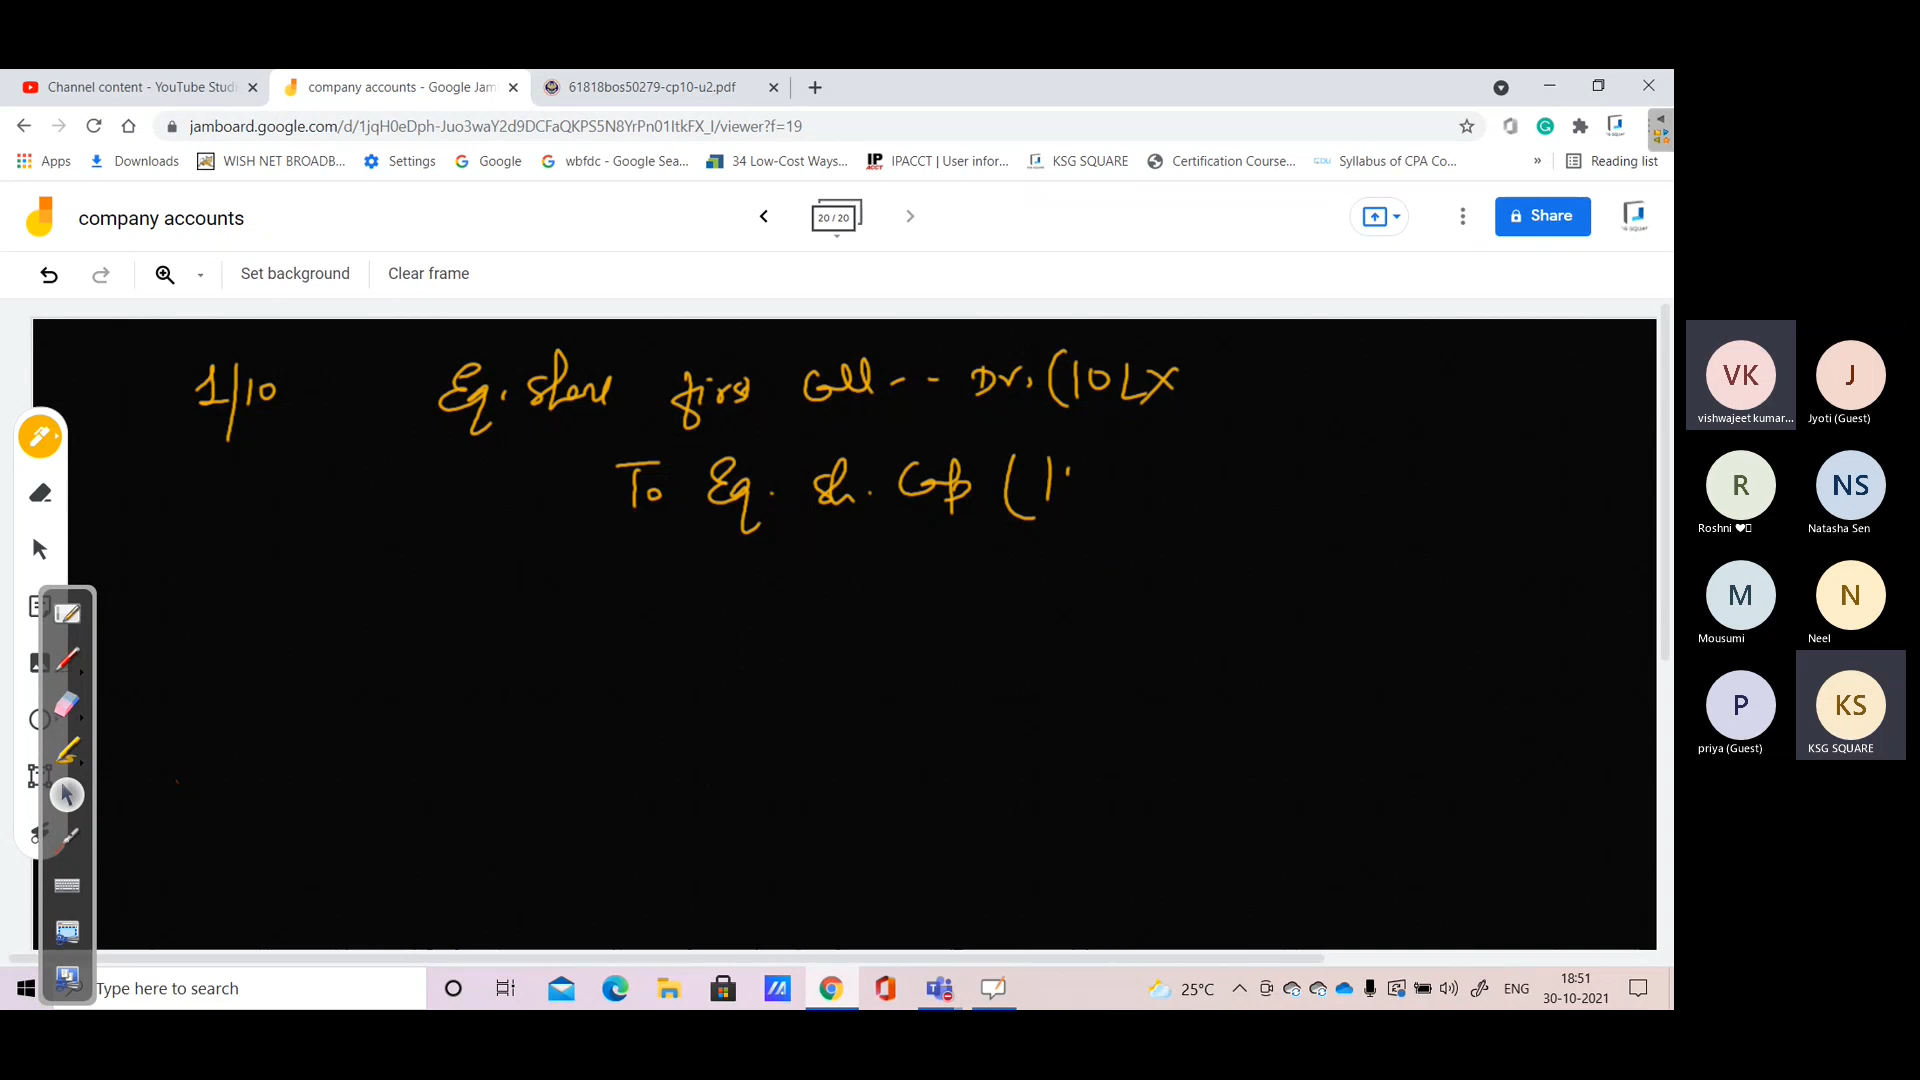 Channel content - YouTube Studi
company accounts - Google Jam
61818bos50279-cp10-u2.pdf
jamboard.google.com/d/1jqH0eDph-Juo3waY2d9DCFaQKPS5N8YrPn01ItkFX_I/viewer?f=19
Apps
Downloads
WISH NET BROADB...
Settings
Google
wbfdc - Google Sea...
34 Low-Cost Ways...
IPACCT | User infor...
KSG SQUARE
Certification Course...
Syllabus of CPA Co...
»
Reading list
company accounts
20 / 20
Share
Set background
Clear frame
1/10 Eq. share first Call -- Dr. (10L×
To Eq. Sh. Cap (1
VK
vishwajeet kumar...
J
Jyoti (Guest)
R
Roshni
NS
Natasha Sen
M
Mousumi
N
Neel
P
priya (Guest)
KS
KSG SQUARE
Type here to search
25°C
ENG
18:51
30-10-2021